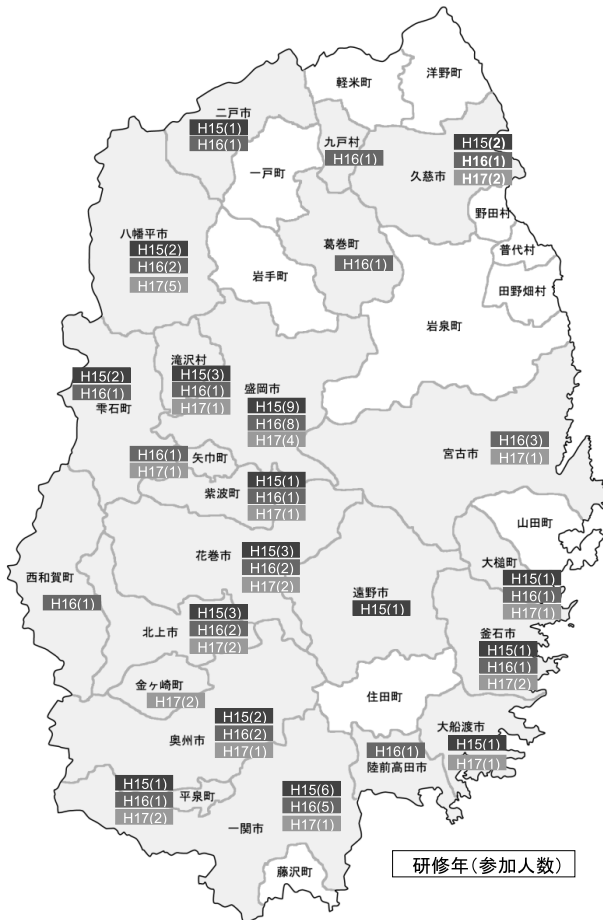 軽米町
洋野町
二戸市
H15(1)
H16(1)
一戸町
九戸村
H16(1)
久慈市
H15(2)
H16(1)
H17(2)
野田村
普代村
田野畑村
八幡平市
H15(2)
H16(2)
H17(5)
岩手町
葛巻町
H16(1)
岩泉町
H15(2)
H16(1)
雫石町
滝沢村
H15(3)
H16(1)
H17(1)
盛岡市
H15(9)
H16(8)
H17(4)
宮古市
H16(3)
H17(1)
H16(1)
H17(1)
矢巾町
紫波町
H15(1)
H16(1)
H17(1)
山田町
花巻市
H15(3)
H16(2)
H17(2)
大槌町
H15(1)
H16(1)
H17(1)
西和賀町
H16(1)
遠野市
H15(1)
北上市
H15(3)
H16(2)
H17(2)
釜石市
H15(1)
H16(1)
H17(2)
金ヶ崎町
H17(2)
住田町
奥州市
H15(2)
H16(2)
H17(1)
大船渡市
H15(1)
H17(1)
H16(1)
陸前高田市
H15(1)
H16(1)
H17(2)
平泉町
一関市
H15(6)
H16(5)
H17(1)
藤沢町
研修年(参加人数)